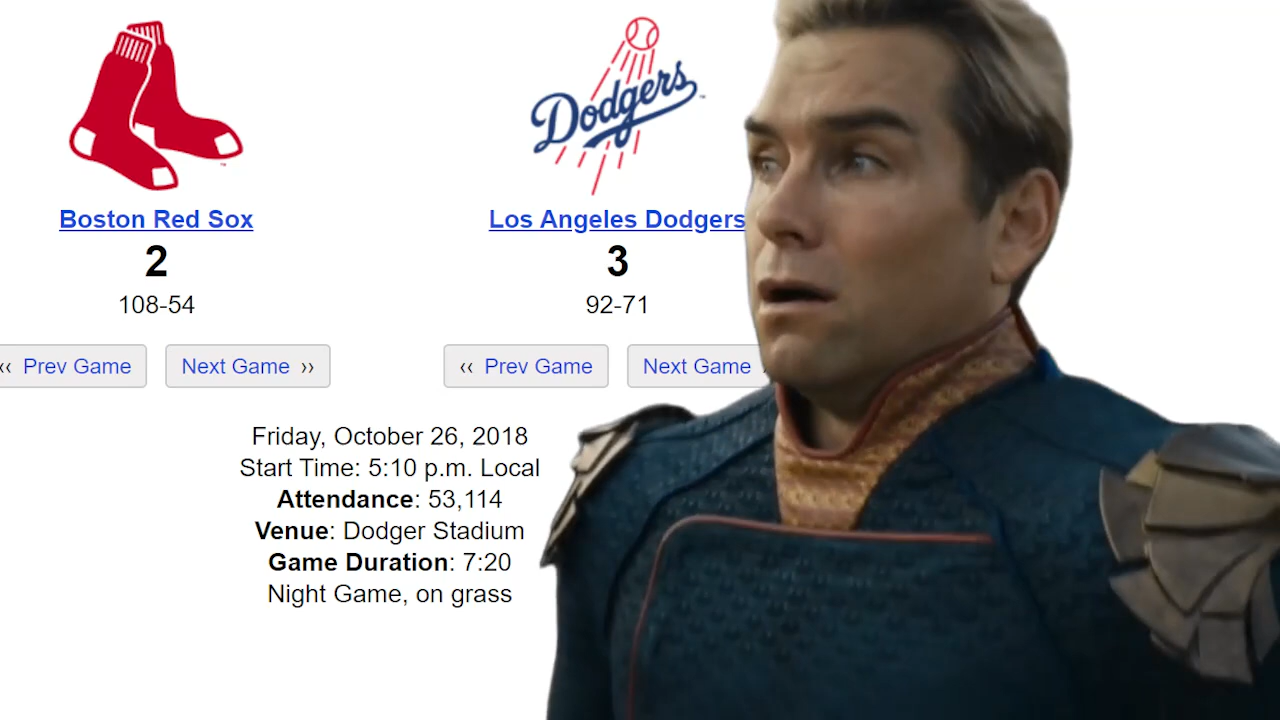 Dodgers
Boston Red Sox
Los Angeles Dodgers
2
3
108-54
92-71
‹‹ Prev Game
Next Game ››
‹‹ Prev Game
Next Game
Friday, October 26, 2018
Start Time: 5:10 p.m. Local
Attendance: 53,114
Venue: Dodger Stadium
Game Duration: 7:20
Night Game, on grass